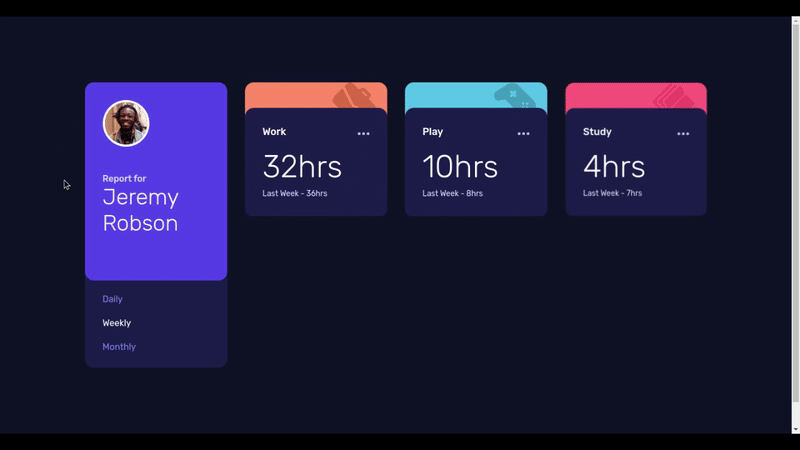 Report for
Jeremy
Robson
Daily
Weekly
Monthly
Work
32hrs
Last Week - 36hrs
Play
10hrs
Last Week - 8hrs
Study
4hrs
Last Week - 7hrs